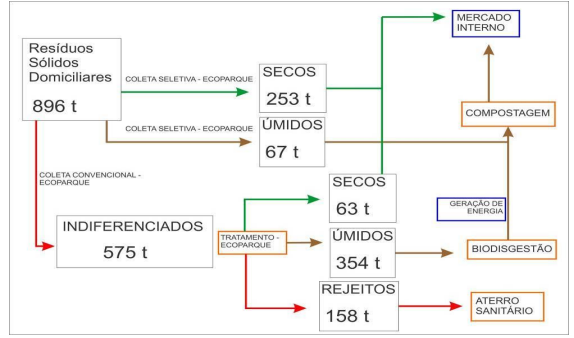 Resíduos
Sólidos
Domiciliares
896 t
COLETA SELETIVA - ECOPARQUE
SECOS
253 t
MERCADO
INTERNO
COLETA SELETIVA - ECOPARQUE
ÚMIDOS
67 t
COMPOSTAGEM
COLETA CONVENCIONAL -
ECOPARQUE
SECOS
63 t
GERAÇÃO DE
ENERGIA
INDIFERENCIADOS
575 t
TRATAMENTO -
ECOPARQUE
ÚMIDOS
354 t
BIODISGESTÃO
REJEITOS
158 t
ATERRO
SANITÁRIO